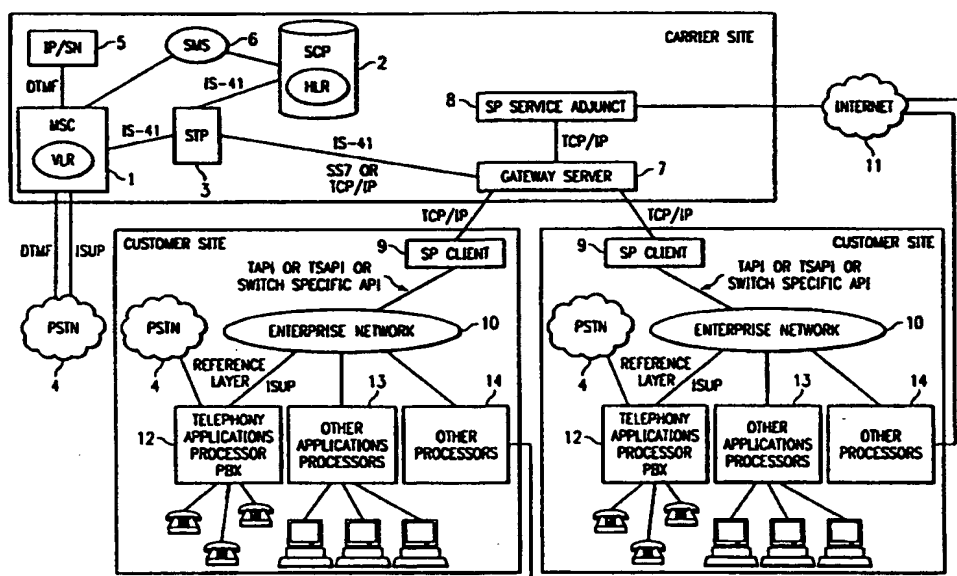 CARRIER SITE
IP/SN
5
SMS
6
SCP
HLR
2
DTMF
IS-41
MSC
VLR
1
IS-41
STP
3
IS-41
SS7 OR
TCP/IP
8
SP SERVICE ADJUNCT
TCP/IP
GATEWAY SERVER
7
INTERNET
11
DTMF
ISUP
PSTN
4
TCP/IP
TCP/IP
CUSTOMER SITE
9
SP CLIENT
TAPI OR TSAPI OR
SWITCH SPECIFIC API
ENTERPRISE NETWORK
10
PSTN
4
REFERENCE
LAYER
ISUP
12
TELEPHONY
APPLICATIONS
PROCESSOR
PBX
13
OTHER
APPLICATIONS
PROCESSORS
14
OTHER
PROCESSORS
CUSTOMER SITE
9
SP CLIENT
TAPI OR TSAPI OR
SWITCH SPECIFIC API
ENTERPRISE NETWORK
10
PSTN
4
REFERENCE
LAYER
ISUP
12
TELEPHONY
APPLICATIONS
PROCESSOR
PBX
13
OTHER
APPLICATIONS
PROCESSORS
14
OTHER
PROCESSORS